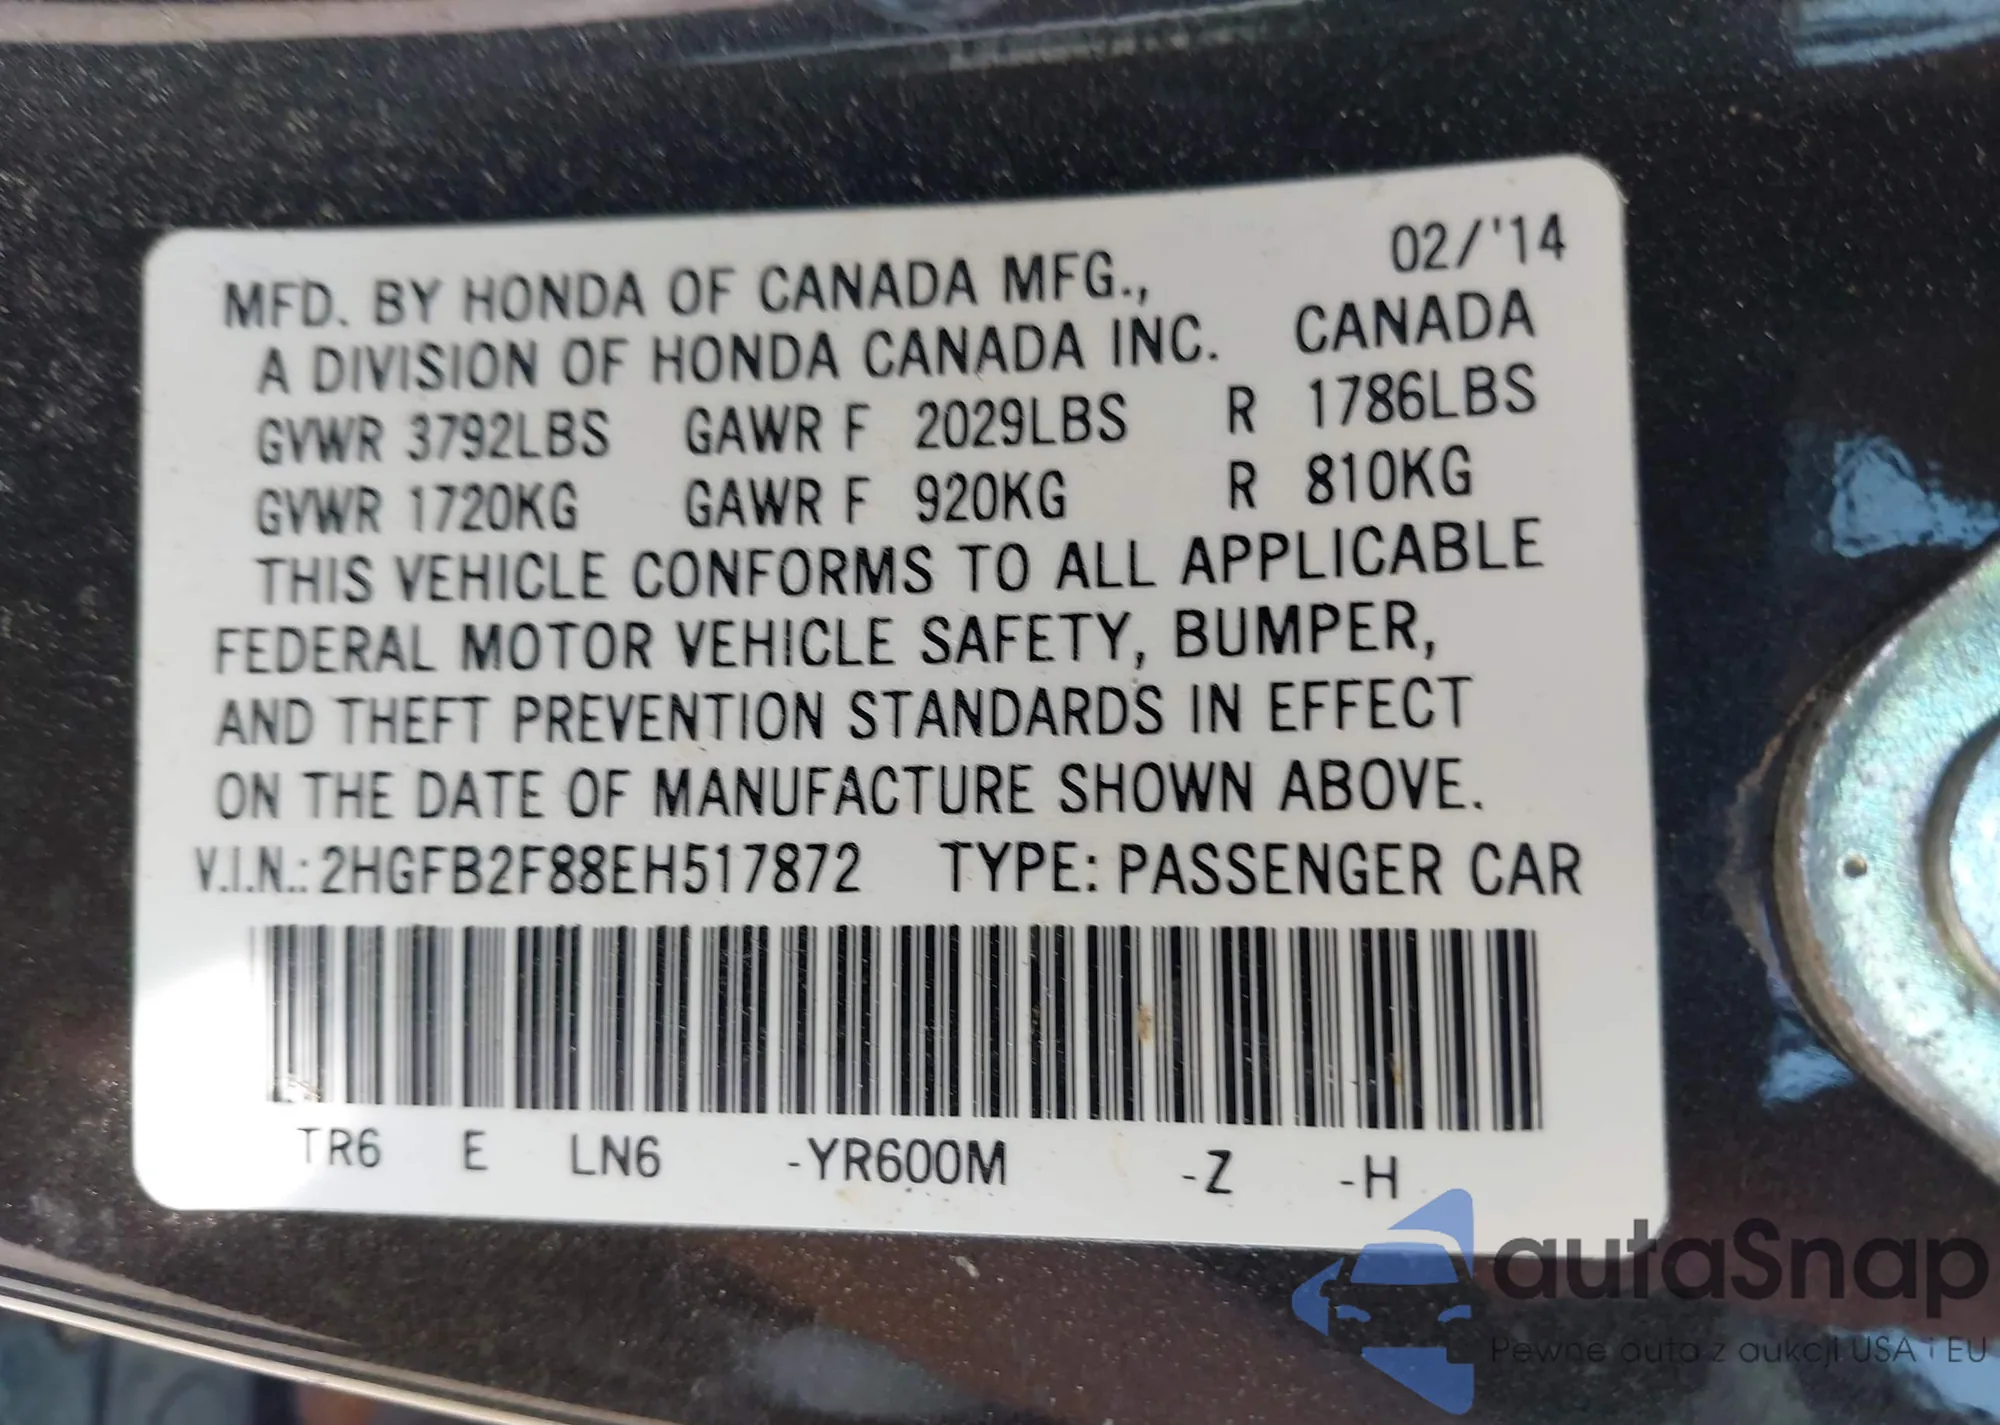 02/'14
MFD. BY HONDA OF CANADA MFG.,
A DIVISION OF HONDA CANADA INC. CANADA
GVWR 3792LBS GAWR F 2029LBS R 1786LBS
GVWR 1720KG GAWR F 920KG R 810KG
THIS VEHICLE CONFORMS TO ALL APPLICABLE
FEDERAL MOTOR VEHICLE SAFETY, BUMPER,
AND THEFT PREVENTION STANDARDS IN EFFECT
ON THE DATE OF MANUFACTURE SHOWN ABOVE.
V.I.N.: 2HGFB2F88EH517872 TYPE: PASSENGER CAR
TR6 E LN6 -YR600M -Z -H
autaSnap
Pewne auta z aukcji USA i EU